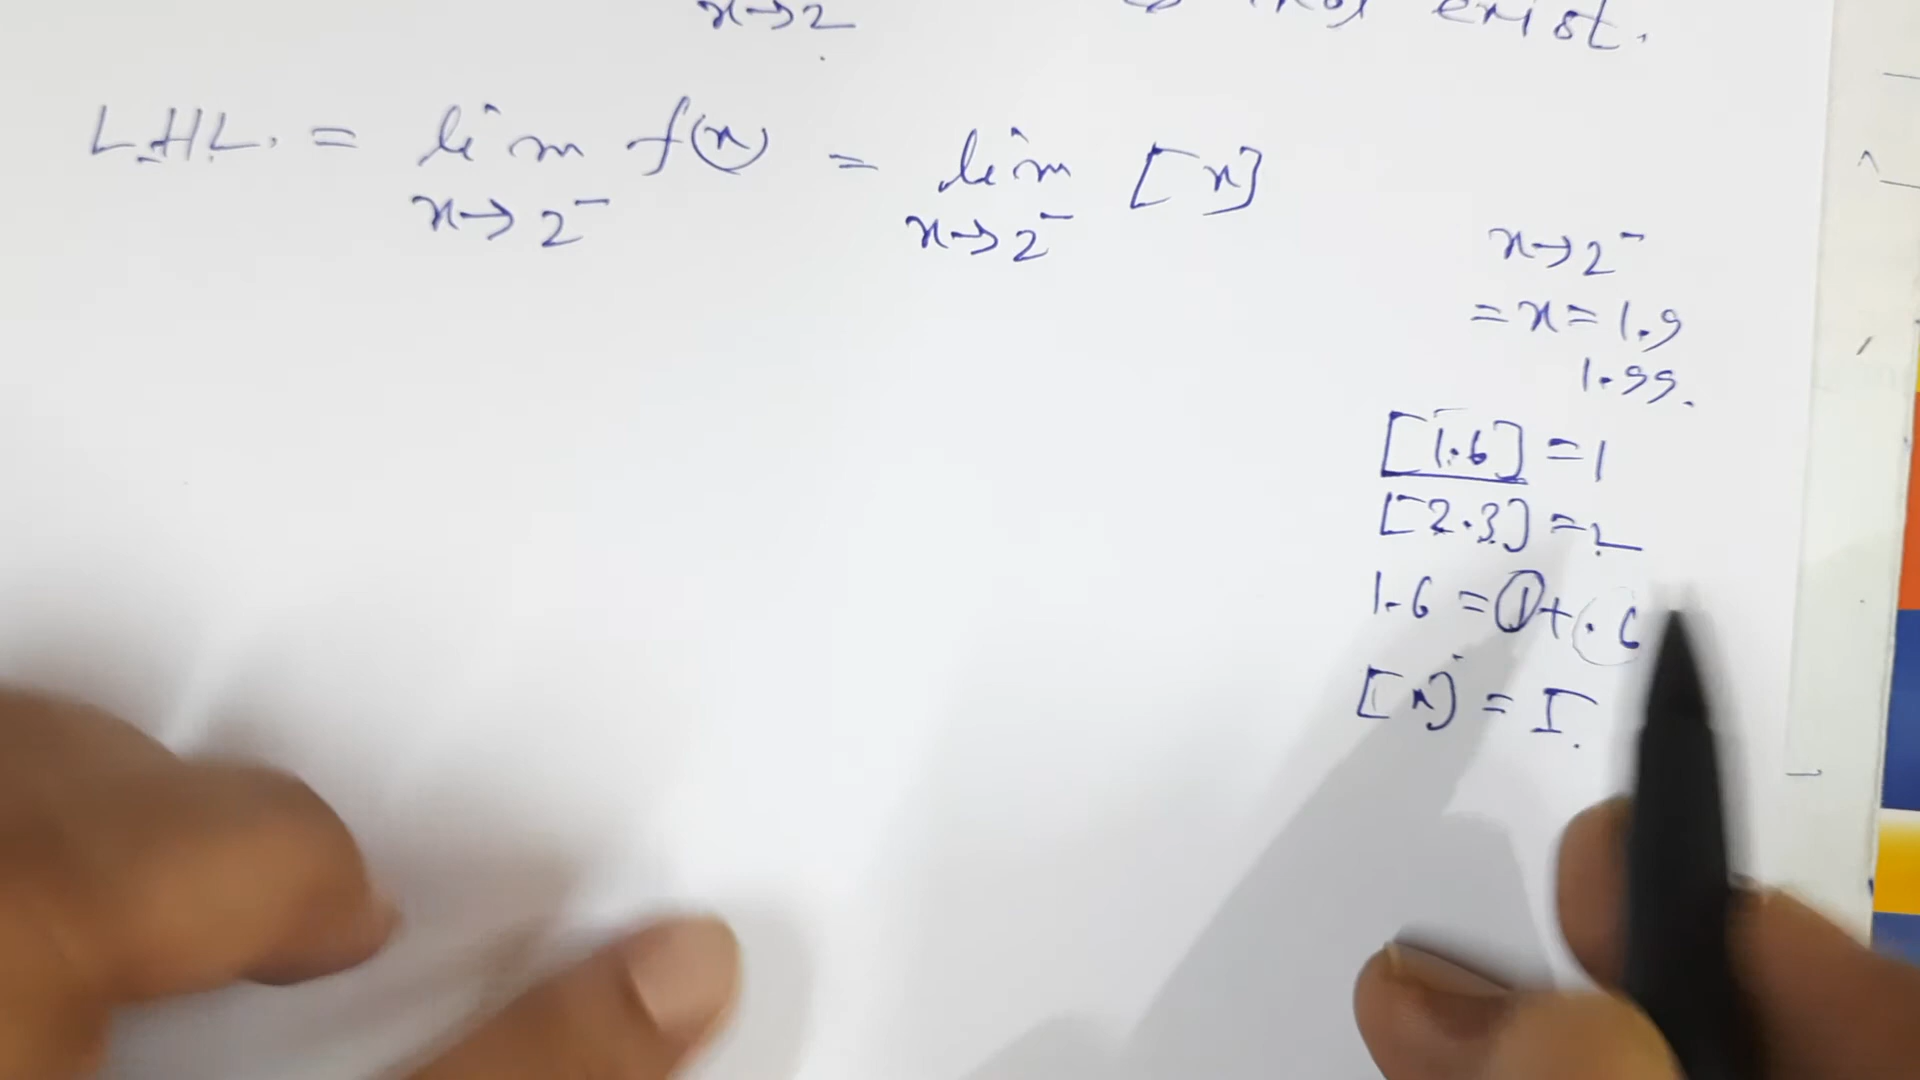 x→2 not exist.
L.H.L. = lim f(x) = lim [x]
x→2⁻ x→2⁻
x→2⁻
= x = 1.9
1.99.
[1.6] = 1
[2.3] = 2
1.6 = 1 + .6
[x] = I.